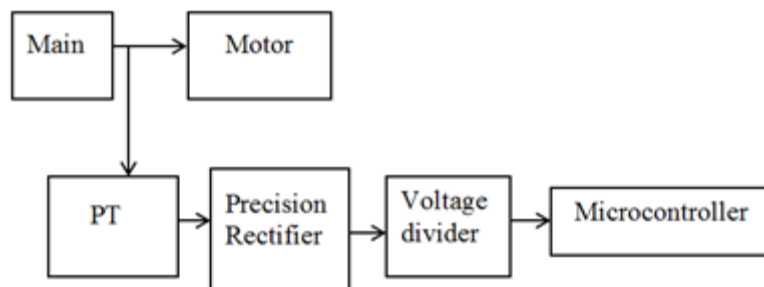 Main
Motor
PT
Precision
Rectifier
Voltage
divider
Microcontroller